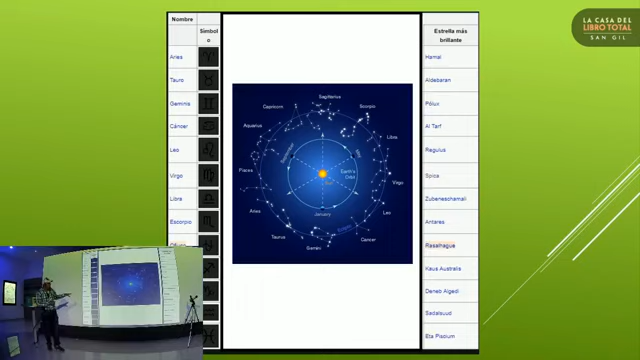 LA CASA DEL
LIBRO TOTAL
SAN GIL
Nombre
Símbol
o
Estrella más
brillante
Aries
Hamal
Tauro
Aldebaran
Geminis
Pólux
Cáncer
Al Tarf
Leo
Regulus
Virgo
Spica
Libra
Zubeneschamali
Escorpio
Antares
Rasalhague
Kaus Australis
Deneb Algedi
Sadalsuud
Eta Piscium
Sagittarius
Capricorn
Scorpio
Aquarius
Libra
Pisces
Earth's
Orbit
Virgo
Aries
January
Leo
Taurus
Cancer
Gemini